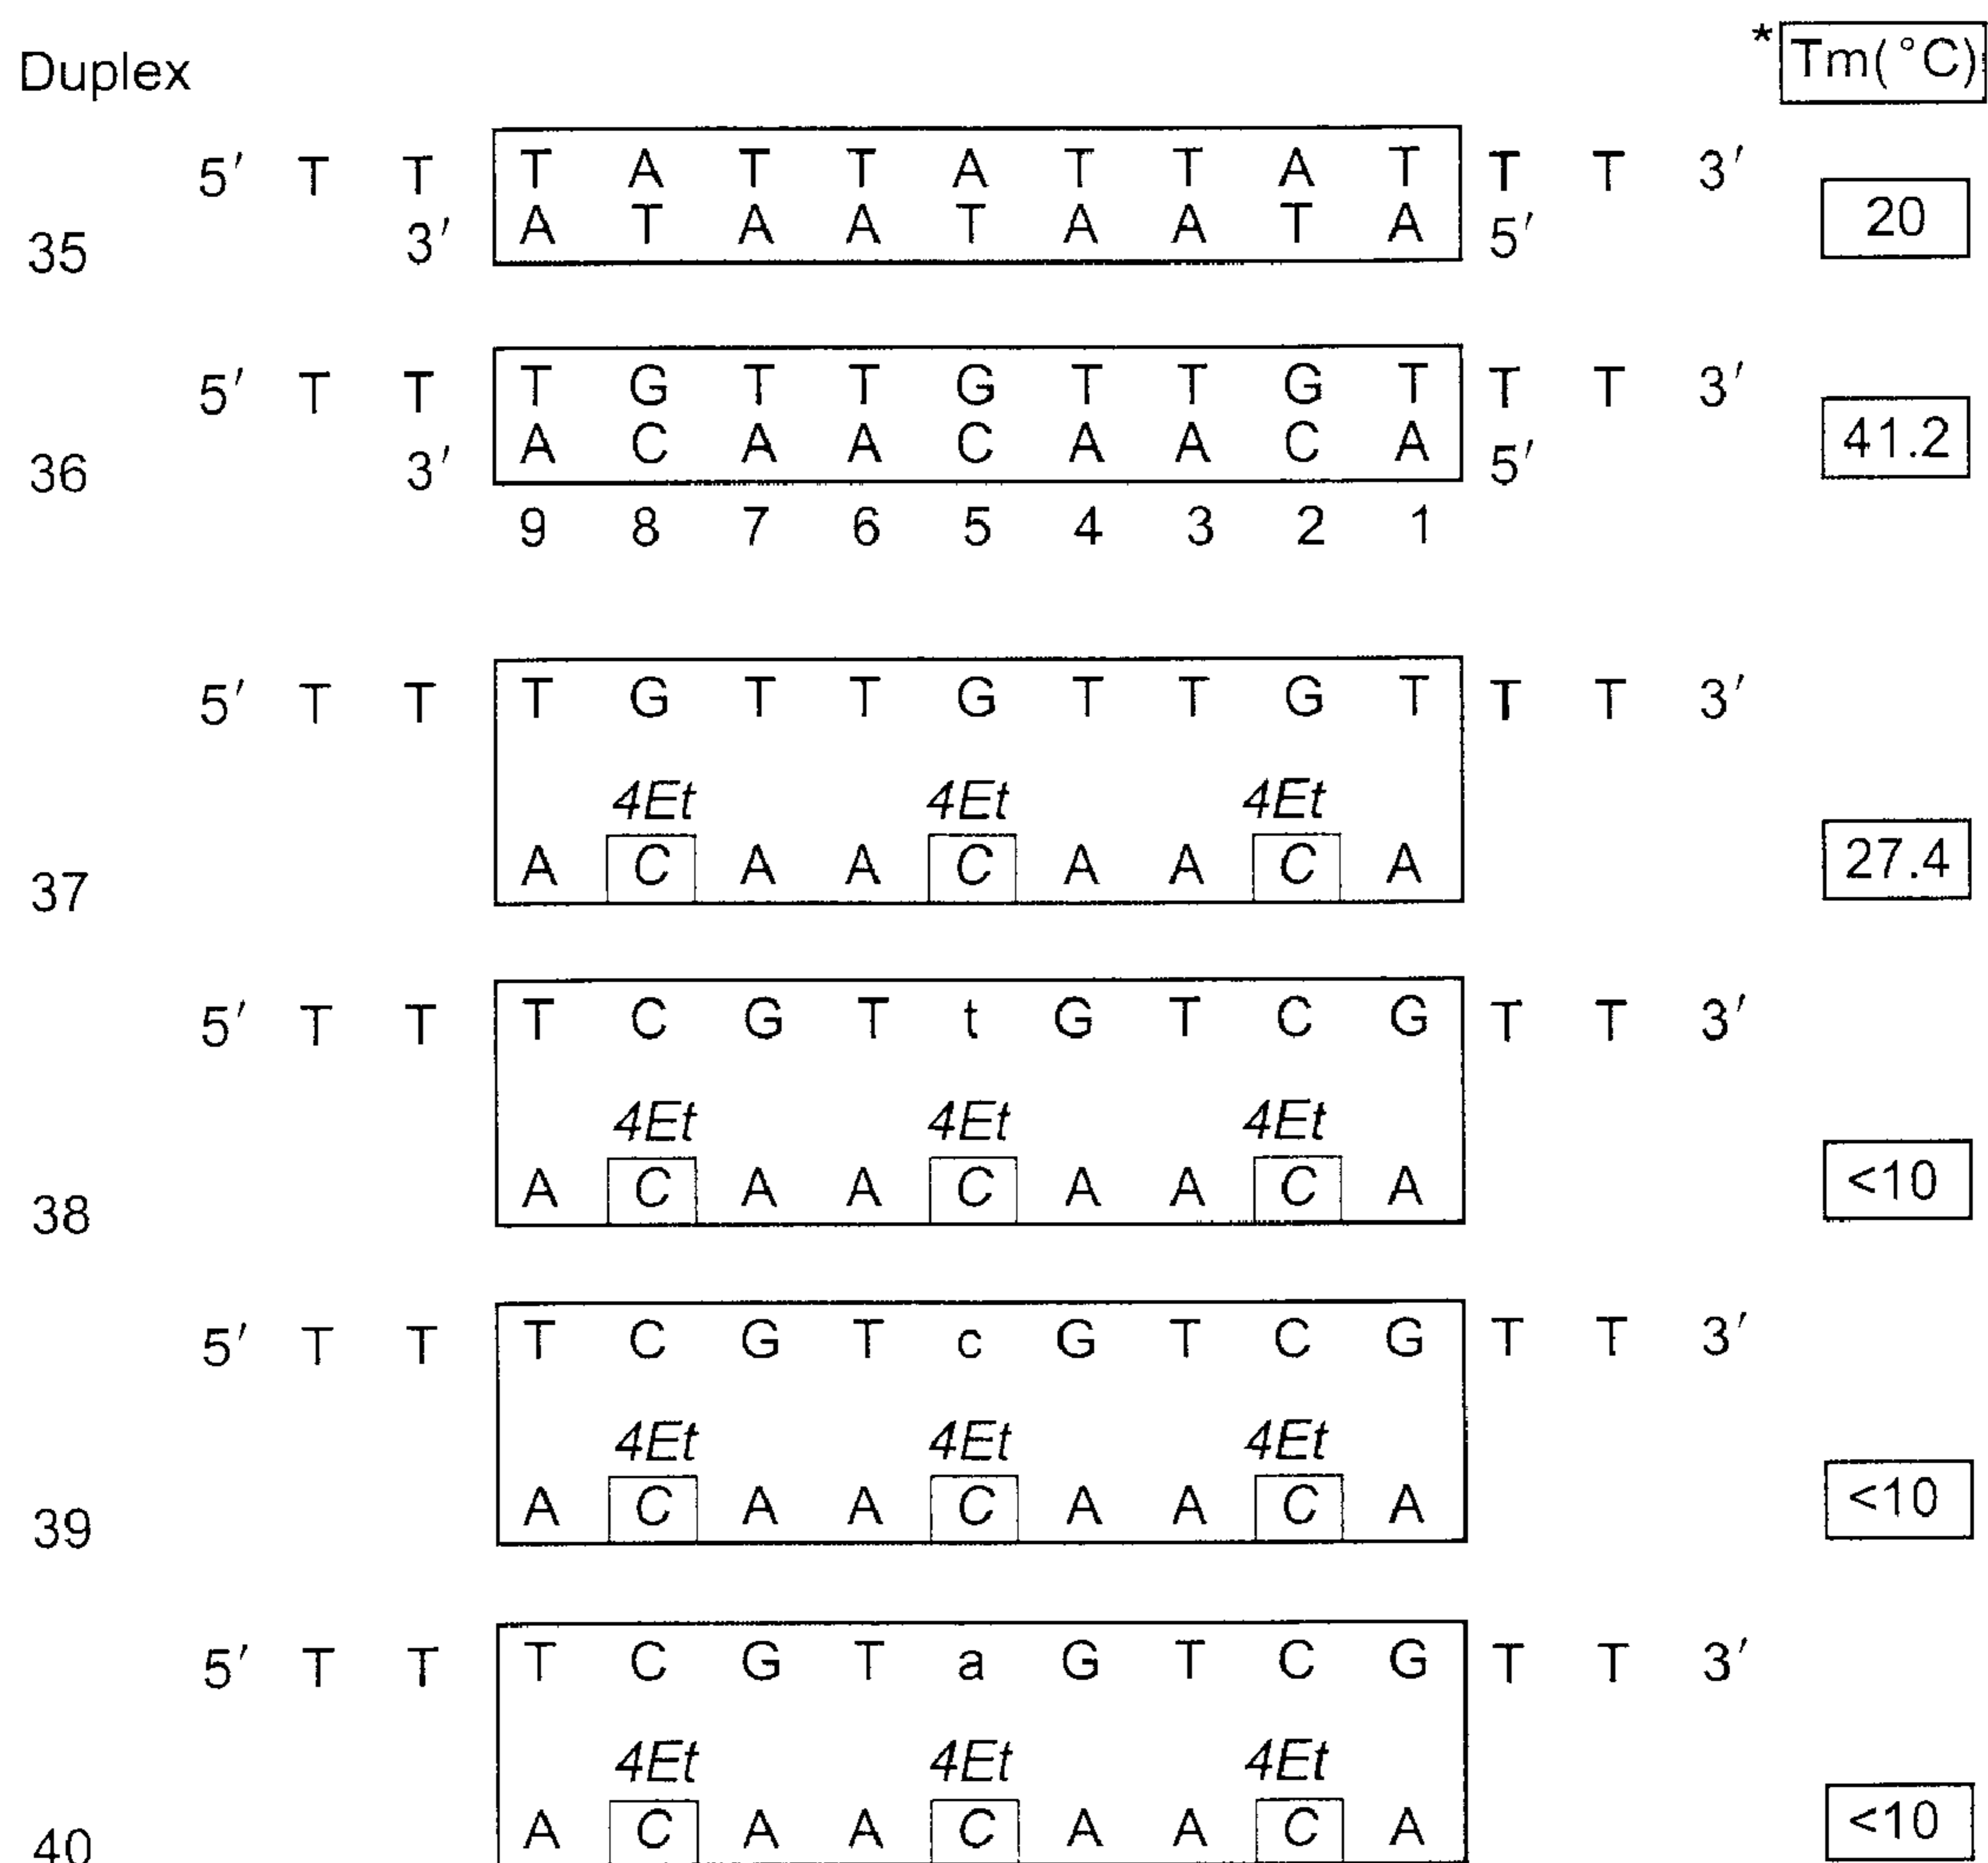 Duplex * Tm(°C)
5′ T T T A T T A T T A T T T 3′
20
35 3′ A T A A T A A T A 5′
5′ T T T G T T G T T G T T T 3′
41.2
36 3′ A C A A C A A C A 5′
9 8 7 6 5 4 3 2 1
5′ T T T G T T G T T G T T T 3′
4Et 4Et 4Et
37 A C A A C A A C A 27.4
5′ T T T C G T t G T C G T T 3′
4Et 4Et 4Et
38 A C A A C A A C A <10
5′ T T T C G T c G T C G T T 3′
4Et 4Et 4Et
39 A C A A C A A C A <10
5′ T T T C G T a G T C G T T 3′
4Et 4Et 4Et
40 A C A A C A A C A <10